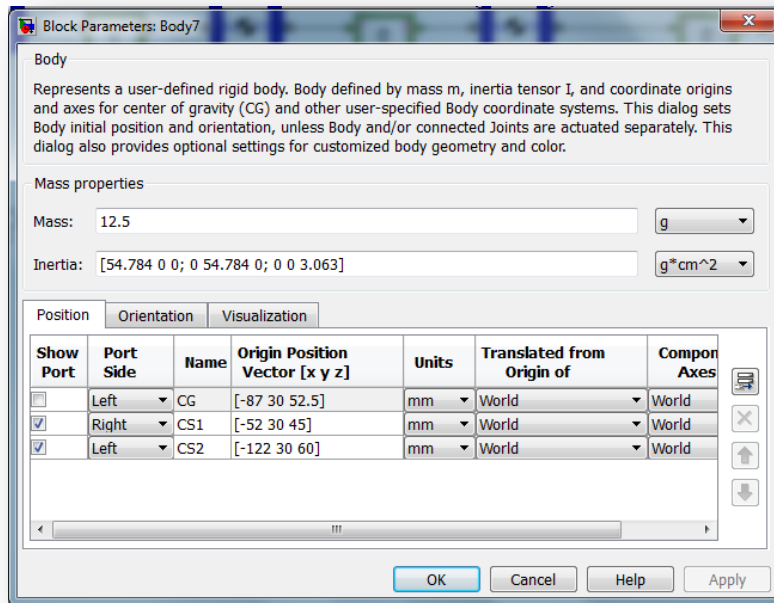 Block Parameters: Body7
Body
Represents a user-defined rigid body. Body defined by mass m, inertia tensor I, and coordinate origins
and axes for center of gravity (CG) and other user-specified Body coordinate systems. This dialog sets
Body initial position and orientation, unless Body and/or connected Joints are actuated separately. This
dialog also provides optional settings for customized body geometry and color.
Mass properties
Mass: 12.5 g
Inertia: [54.784 0 0; 0 54.784 0; 0 0 3.063] g*cm^2
Position Orientation Visualization
Show Port Port Side Name Origin Position Vector [x y z] Units Translated from Origin of Compon Axes
Left CG [-87 30 52.5] mm World World
Right CS1 [-52 30 45] mm World World
Left CS2 [-122 30 60] mm World World
OK Cancel Help Apply